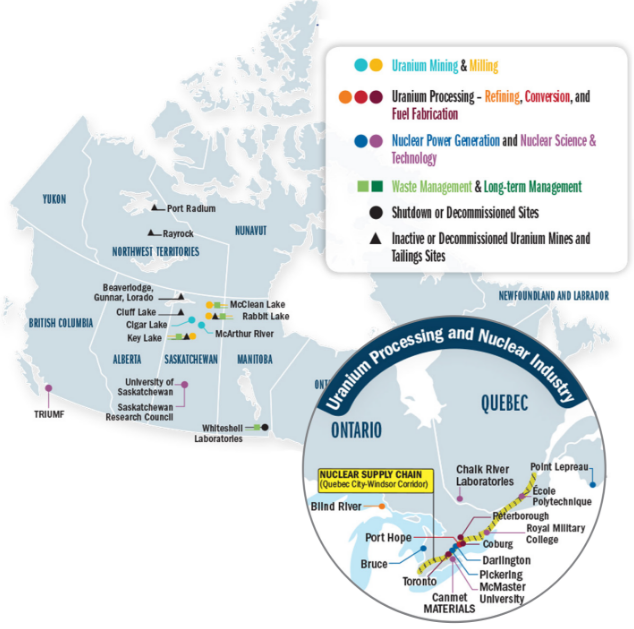 Uranium Mining & Milling
Uranium Processing – Refining, Conversion, and
Fuel Fabrication
Nuclear Power Generation and Nuclear Science &
Technology
Waste Management & Long-term Management
Shutdown or Decommissioned Sites
Inactive or Decommissioned Uranium Mines and
Tailings Sites
YUKON
Port Radium
Rayrock
NUNAVUT
NORTHWEST TERRITORIES
Beaverlodge,
Gunnar, Lorado
McClean Lake
Cluff Lake
Rabbit Lake
Cigar Lake
BRITISH COLUMBIA
McArthur River
Key Lake
ALBERTA
SASKATCHEWAN
MANITOBA
NEWFOUNDLAND AND LABRADOR
ONT
University of
Saskatchewan
Saskatchewan
Research Council
TRIUMF
Whiteshell
Laboratories
Uranium Processing and Nuclear Industry
QUEBEC
ONTARIO
NUCLEAR SUPPLY CHAIN
(Quebec City-Windsor Corridor)
Chalk River
Laboratories
Point Lepreau
École
Polytechnique
Blind River
Peterborough
Royal Military
College
Port Hope
Coburg
Bruce
Darlington
Toronto
Pickering
McMaster
University
Canmet
MATERIALS